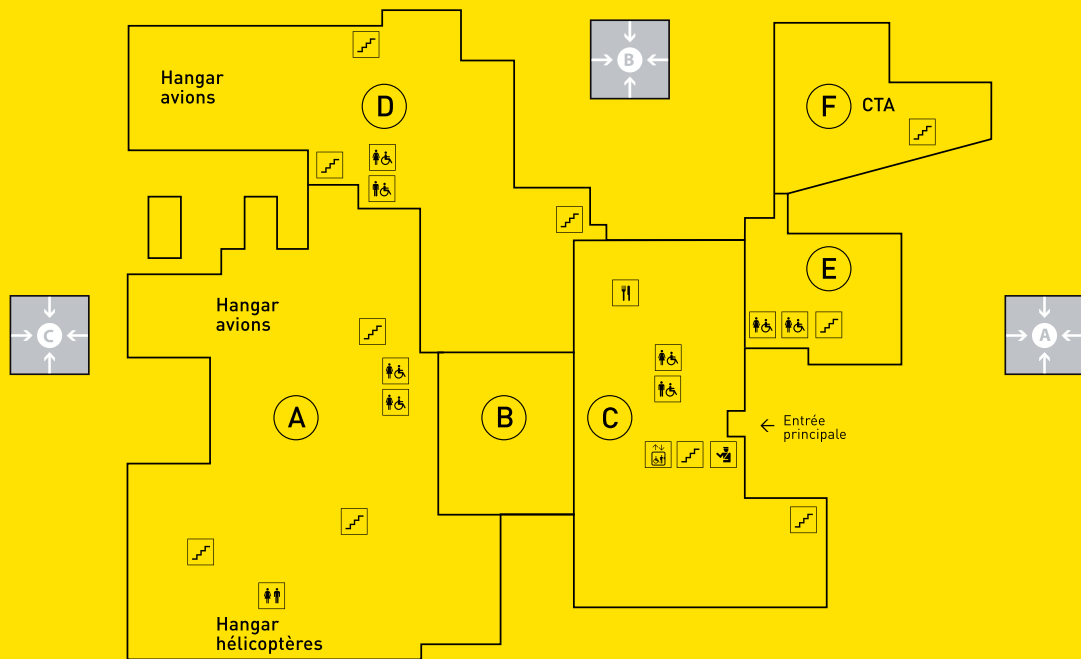 B
Hangar
avions
D
F CTA
E
Hangar
avions
C
A
A
B
C
← Entrée
principale
Hangar
hélicoptères